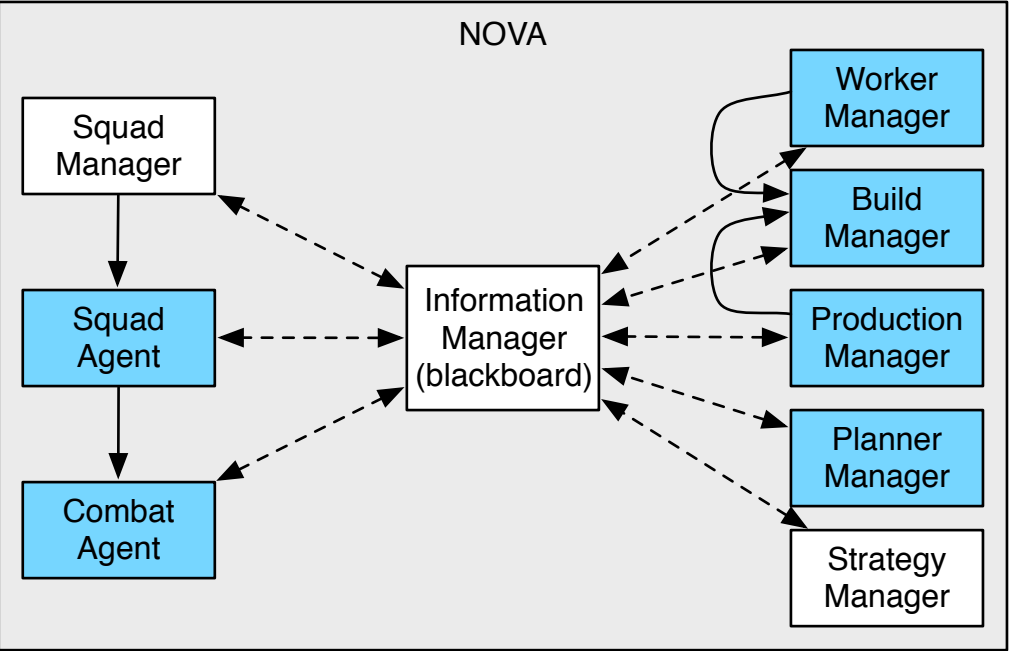 NOVA
Squad
Manager
Squad
Agent
Combat
Agent
Information
Manager
(blackboard)
Worker
Manager
Build
Manager
Production
Manager
Planner
Manager
Strategy
Manager